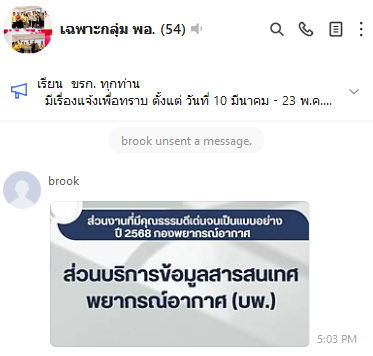 เฉพาะกลุ่ม พอ. (54)
เรียน ขรก. ทุกท่าน
มีเรื่องแจ้งเพื่อทราบ ตั้งแต่ วันที่ 10 มีนาคม - 23 พ.ค....
brook unsent a message.
brook
ส่วนงานที่มีคุณธรรมดีเด่นจนเป็นแบบอย่าง
ปี 2568 กองพยากรณ์อากาศ
ส่วนบริการข้อมูลสารสนเทศ
พยากรณ์อากาศ (บพ.)
5:03 PM